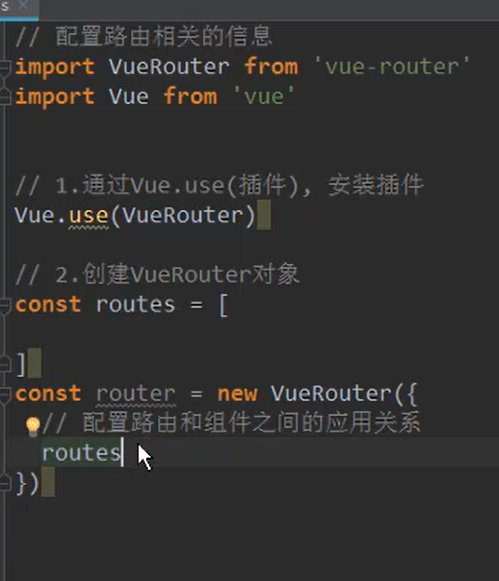 s
// 配置路由相关的信息
import VueRouter from 'vue-router'
import Vue from 'vue'
// 1.通过Vue.use(插件), 安装插件
Vue.use(VueRouter)
// 2.创建VueRouter对象
const routes = [
]
const router = new VueRouter({
// 配置路由和组件之间的应用关系
routes
})